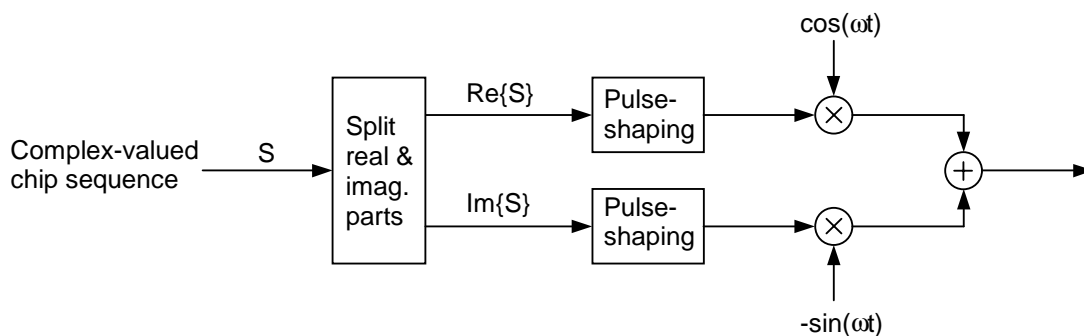 cos(ωt)
Complex-valued
chip sequence
S
Split
real &
imag.
parts
Re{S}
Pulse-
shaping
Im{S}
Pulse-
shaping
-sin(ωt)